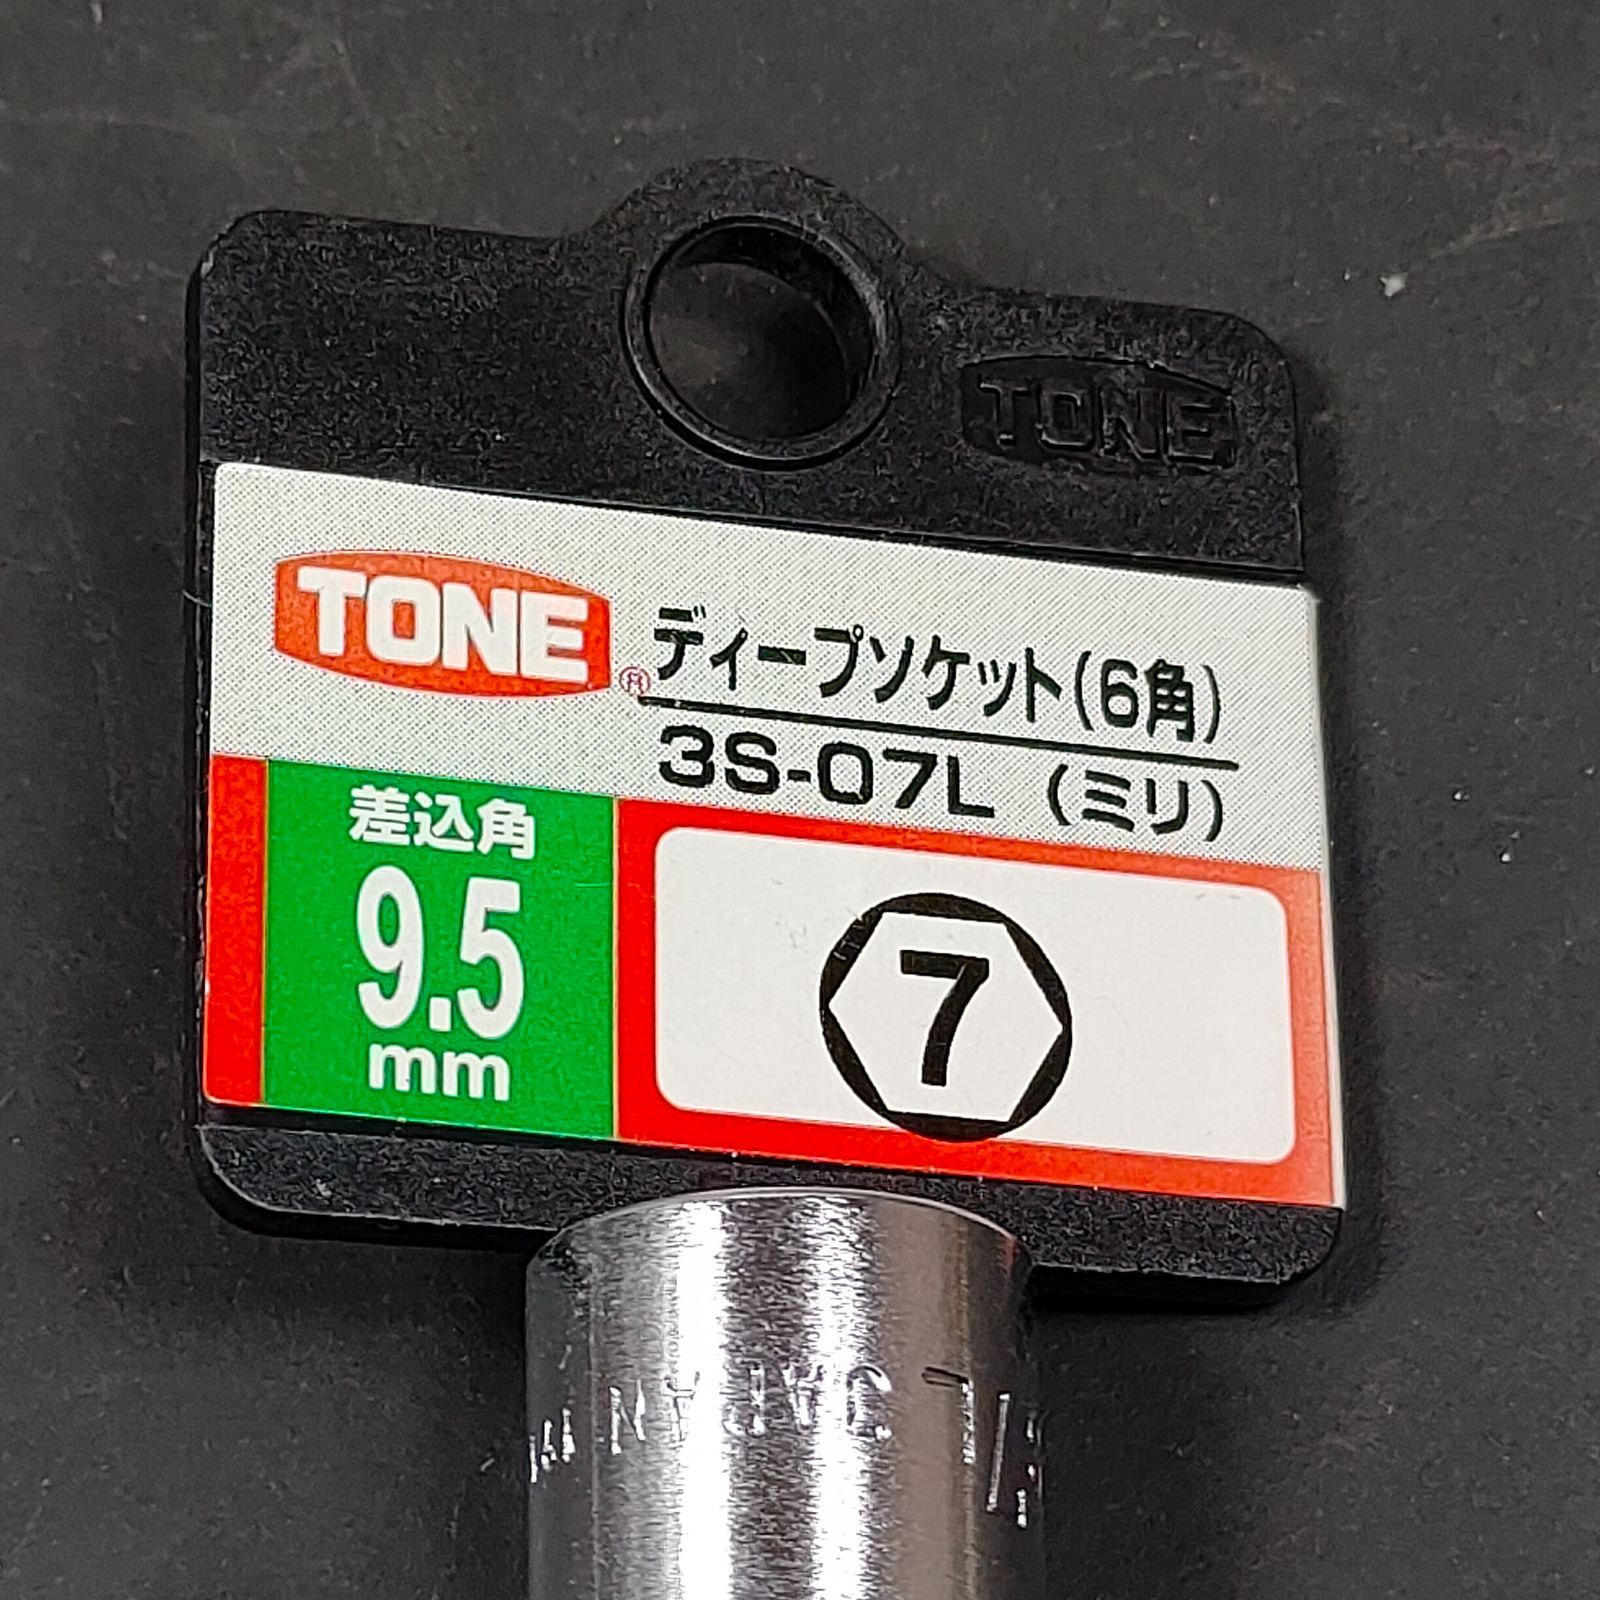 TONE
TONE®
ディープソケット(6角)
3S-07L (ミリ)
差込角
9.5
mm
7
JAPAN